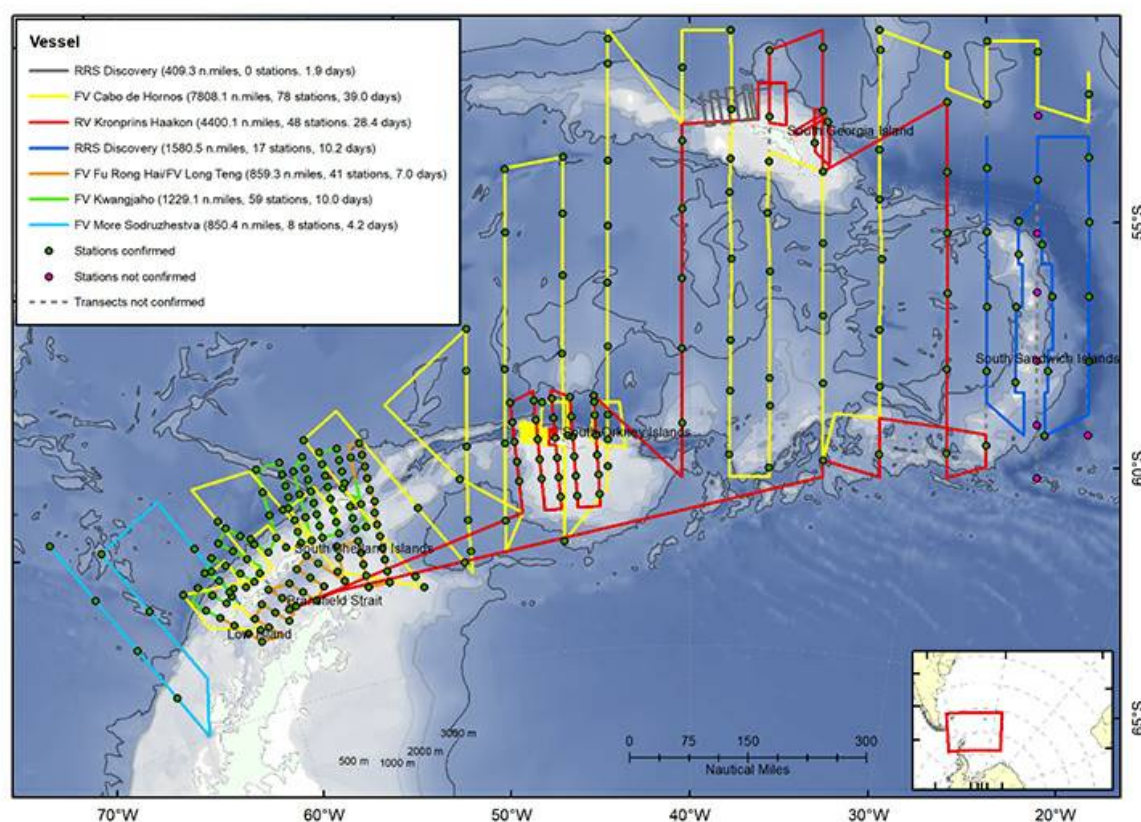 Vessel
RRS Discovery (409.3 n.miles, 0 stations. 1.9 days)
FV Cabo de Hornos (7808.1 n.miles, 78 stations, 39.0 days)
RV Kronprins Haakon (4400.1 n.miles, 48 stations. 28.4 days)
RRS Discovery (1580.5 n.miles, 17 stations, 10.2 days)
FV Fu Rong Hai/FV Long Teng (859.3 n.miles, 41 stations, 7.0 days)
FV Kwangjaho (1229.1 n.miles, 59 stations, 10.0 days)
FV More Sodruzhestva (850.4 n.miles, 8 stations, 4.2 days)
Stations confirmed
Stations not confirmed
Transects not confirmed
South Georgia Island
55°S
South Sandwich Islands
South Orkney Islands
60°S
South Shetland Islands
Bransfield Strait
Low Island
65°S
3000 m
2000 m
1000 m
500 m
0 75 150 300
Nautical Miles
70°W 60°W 50°W 40°W 30°W 20°W